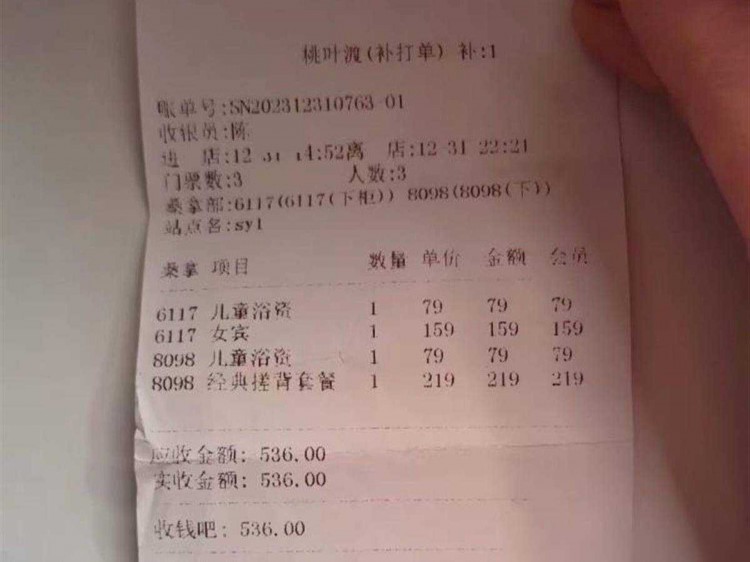 桃叶渡(补打单) 补:1
账单号:SN202312310763-01
收银员:陈
进 店:12 31 14:52离 店:12-31 22:21
门票数:3 人数:3
桑拿部:6117(6117(下柜)) 8098(8098(下))
站点名:sy1
桑拿 项目 数量 单价 金额 会员
6117 儿童浴资 1 79 79 79
6117 女宾 1 159 159 159
8098 儿童浴资 1 79 79 79
8098 经典搓背套餐 1 219 219 219
应收金额: 536.00
实收金额: 536.00
收钱吧: 536.00